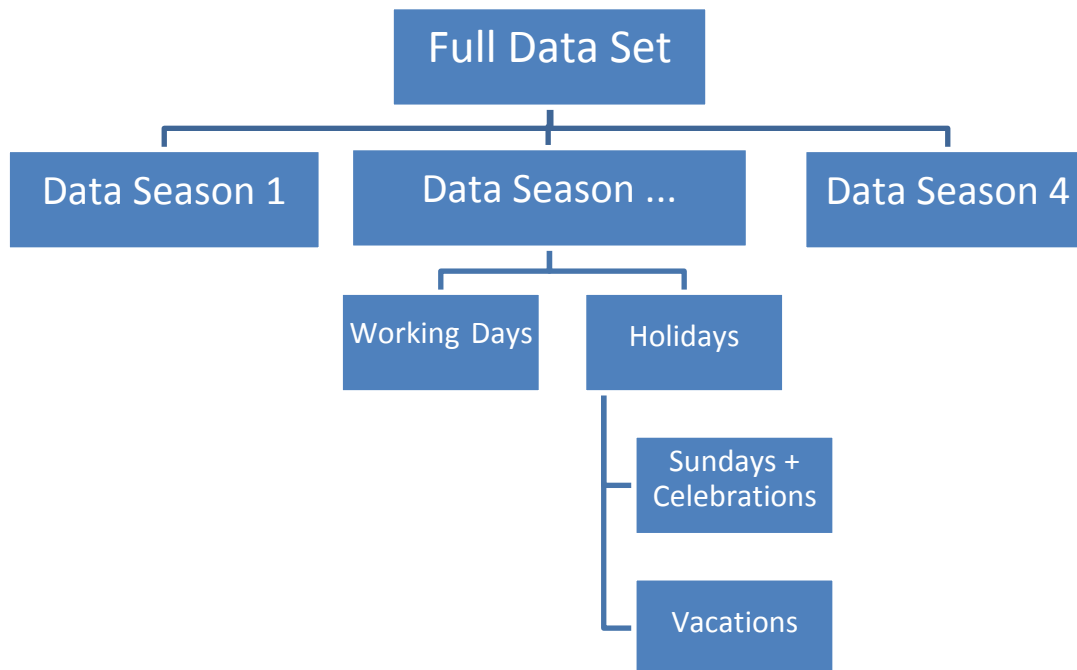 Full Data Set
Data Season 1
Data Season ...
Data Season 4
Working Days
Holidays
Sundays +
Celebrations
Vacations